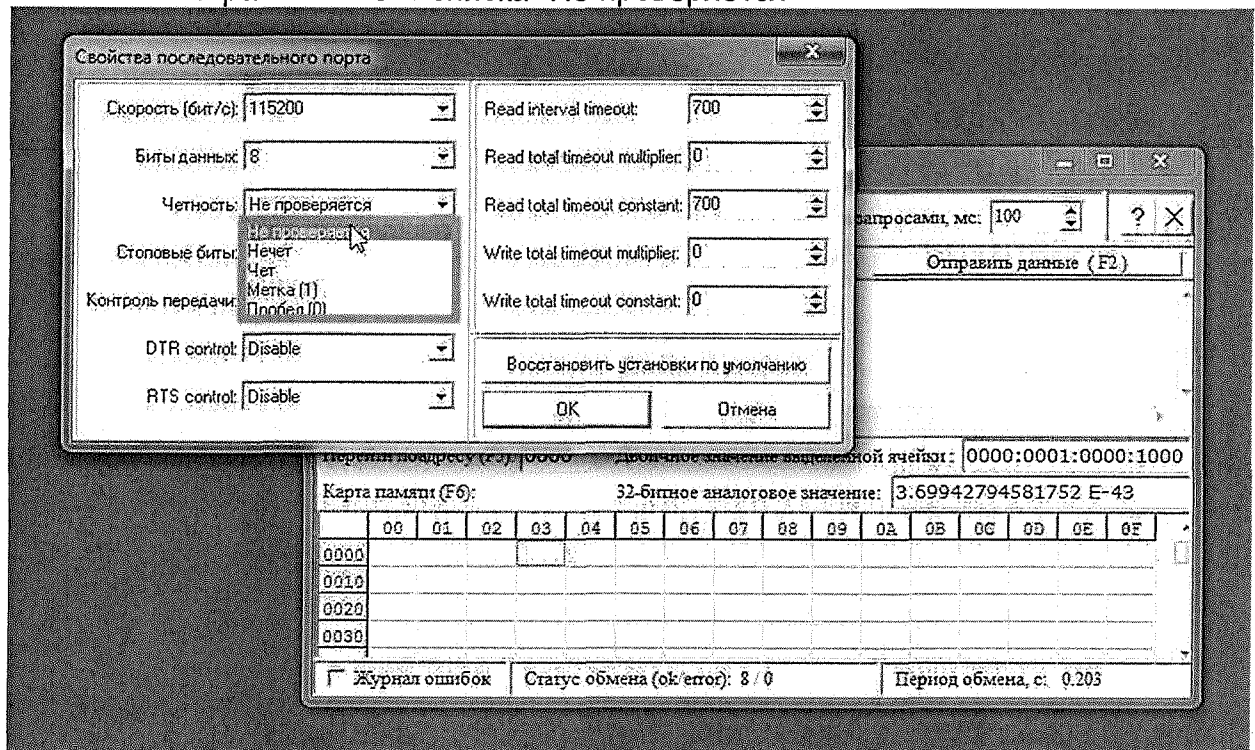 Не проверяется
Свойства последовательного порта
Скорость (бит/с): 115200
Биты данных: 8
Четность: Не проверяется
Не проверяется
Нечет
Чет
Метка (1)
Пробел (0)
Стоповые биты:
Контроль передачи:
DTR control: Disable
RTS control: Disable
Read interval timeout: 700
Read total timeout multiplier: 0
Read total timeout constant: 700
Write total timeout multiplier: 0
Write total timeout constant: 0
Восстановить установки по умолчанию
OK Отмена
запросами, мс: 100 ? X
Отправить данные (F2)
0000 ячейки: 0000:0001:0000:1000
Карта памяти (F6): 32-битное аналоговое значение: 3.69942794581752 E-43
00 01 02 03 04 05 06 07 08 09 0A 0B 0C 0D 0E 0F
0000
0010
0020
0030
Журнал ошибок Статус обмена (ok/error): 8 / 0 Период обмена, с: 0.203